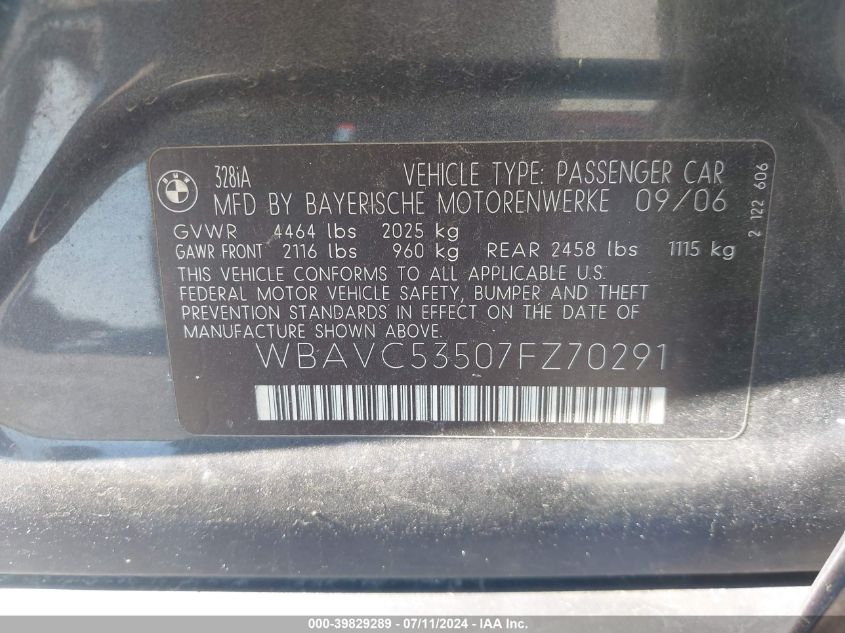 BMW
328iA VEHICLE TYPE: PASSENGER CAR
MFD BY BAYERISCHE MOTORENWERKE 09/06
GVWR 4464 lbs 2025 kg
GAWR FRONT 2116 lbs 960 kg REAR 2458 lbs 1115 kg
THIS VEHICLE CONFORMS TO ALL APPLICABLE U.S.
FEDERAL MOTOR VEHICLE SAFETY, BUMPER AND THEFT
PREVENTION STANDARDS IN EFFECT ON THE DATE OF
MANUFACTURE SHOWN ABOVE.
WBAVC53507FZ70291
2 122 606
000-39829289 - 07/11/2024 - IAAI.COM